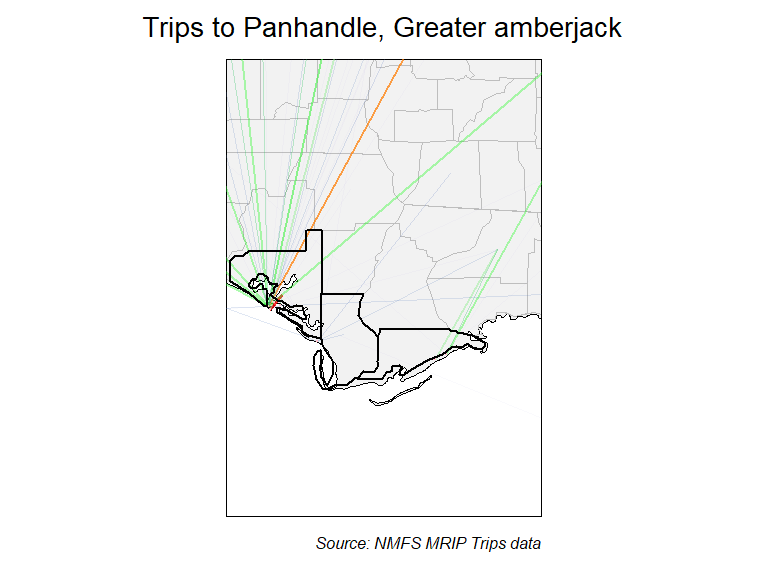 Trips to Panhandle, Greater amberjack
Source: NMFS MRIP Trips data